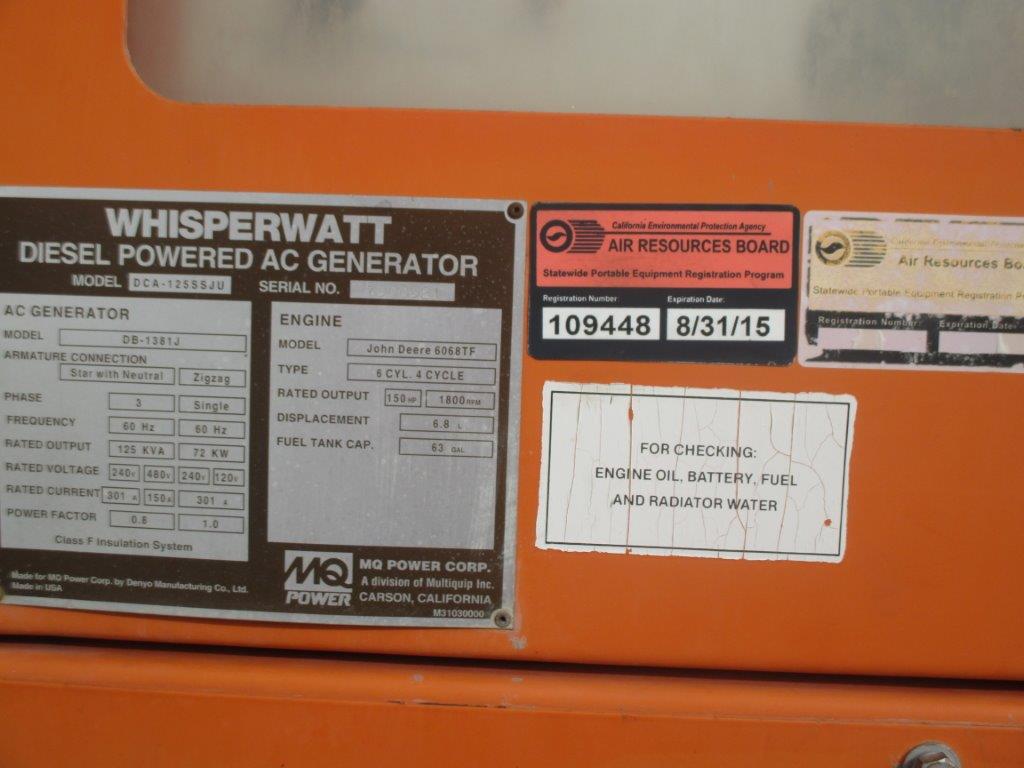 WHISPERWATT
DIESEL POWERED AC GENERATOR
MODEL DCA-125SSJU SERIAL NO.
AC GENERATOR
MODEL DB-1381J
ARMATURE CONNECTION
Star with Neutral Zigzag
PHASE 3 Single
FREQUENCY 60 Hz 60 Hz
RATED OUTPUT 125 KVA 72 KW
RATED VOLTAGE 240V 480V 240V 120V
RATED CURRENT 301 A 150A 301 A
POWER FACTOR 0.8 1.0
Class F Insulation System
Made for MQ Power Corp. by Denyo Manufacturing Co., Ltd.
Made in USA
ENGINE
MODEL John Deere 6068TF
TYPE 6 CYL. 4 CYCLE
RATED OUTPUT 150 HP 1800 RPM
DISPLACEMENT 6.8 L
FUEL TANK CAP. 63 GAL
MQ
POWER
MQ POWER CORP.
A division of Multiquip Inc.
CARSON, CALIFORNIA
M31030000
California Environmental Protection Agency
AIR RESOURCES BOARD
Statewide Portable Equipment Registration Program
Registration Number: Expiration Date:
109448 8/31/15
California Environmental Protection
Air Resources Bo
Statewide Portable Equipment Registration P
Registration Number: Expiration Date:
FOR CHECKING:
ENGINE OIL, BATTERY, FUEL
AND RADIATOR WATER